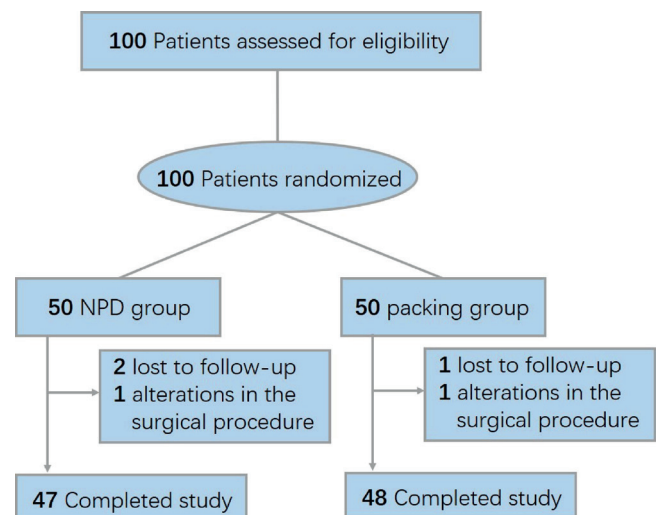 100 Patients assessed for eligibility
100 Patients randomized
50 NPD group
50 packing group
2 lost to follow-up
1 alterations in the
surgical procedure
1 lost to follow-up
1 alterations in the
surgical procedure
47 Completed study
48 Completed study